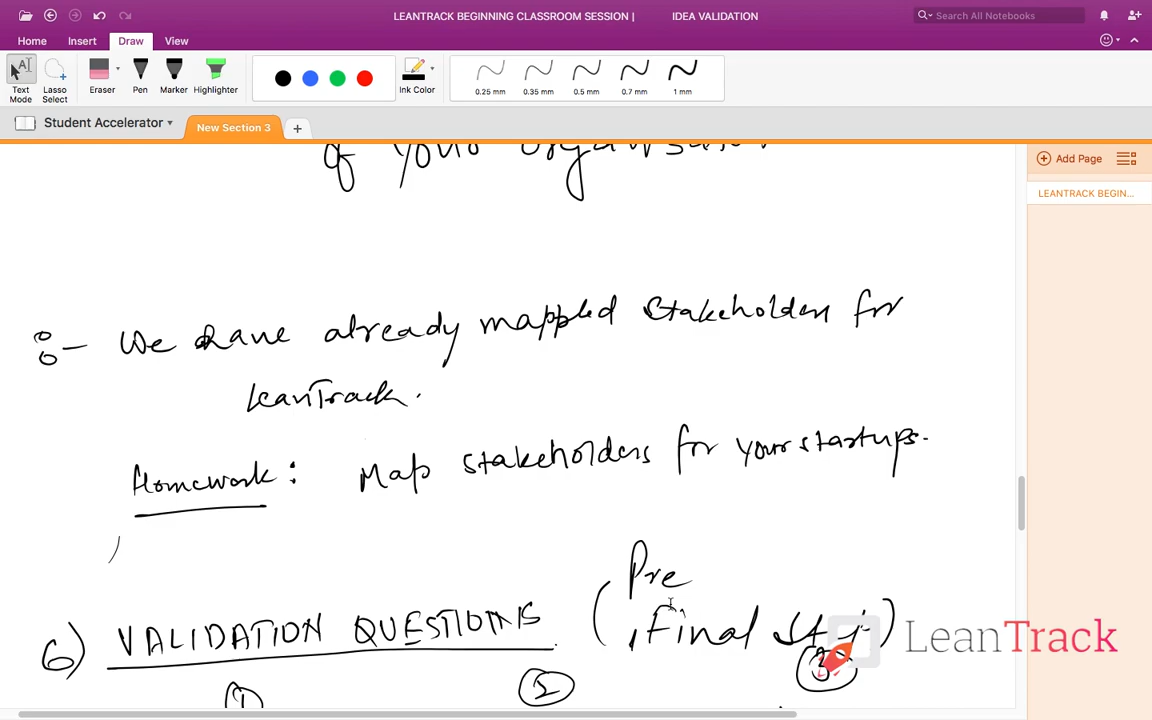 LEANTRACK BEGINNING CLASSROOM SESSION | IDEA VALIDATION
Search All Notebooks
Home Insert Draw View
Text Mode
Lasso Select
Eraser
Pen
Marker
Highlighter
Ink Color
0.25 mm 0.35 mm 0.5 mm 0.7 mm 1 mm
Student Accelerator
New Section 3
Add Page
LEANTRACK BEGIN...
of your organisation
We have already mappled stakeholders for
LeanTrack.
Homework: Map stakeholders for your startups.
(Pre
6) VALIDATION QUESTIONS. Final )
LeanTrack
1 2 3